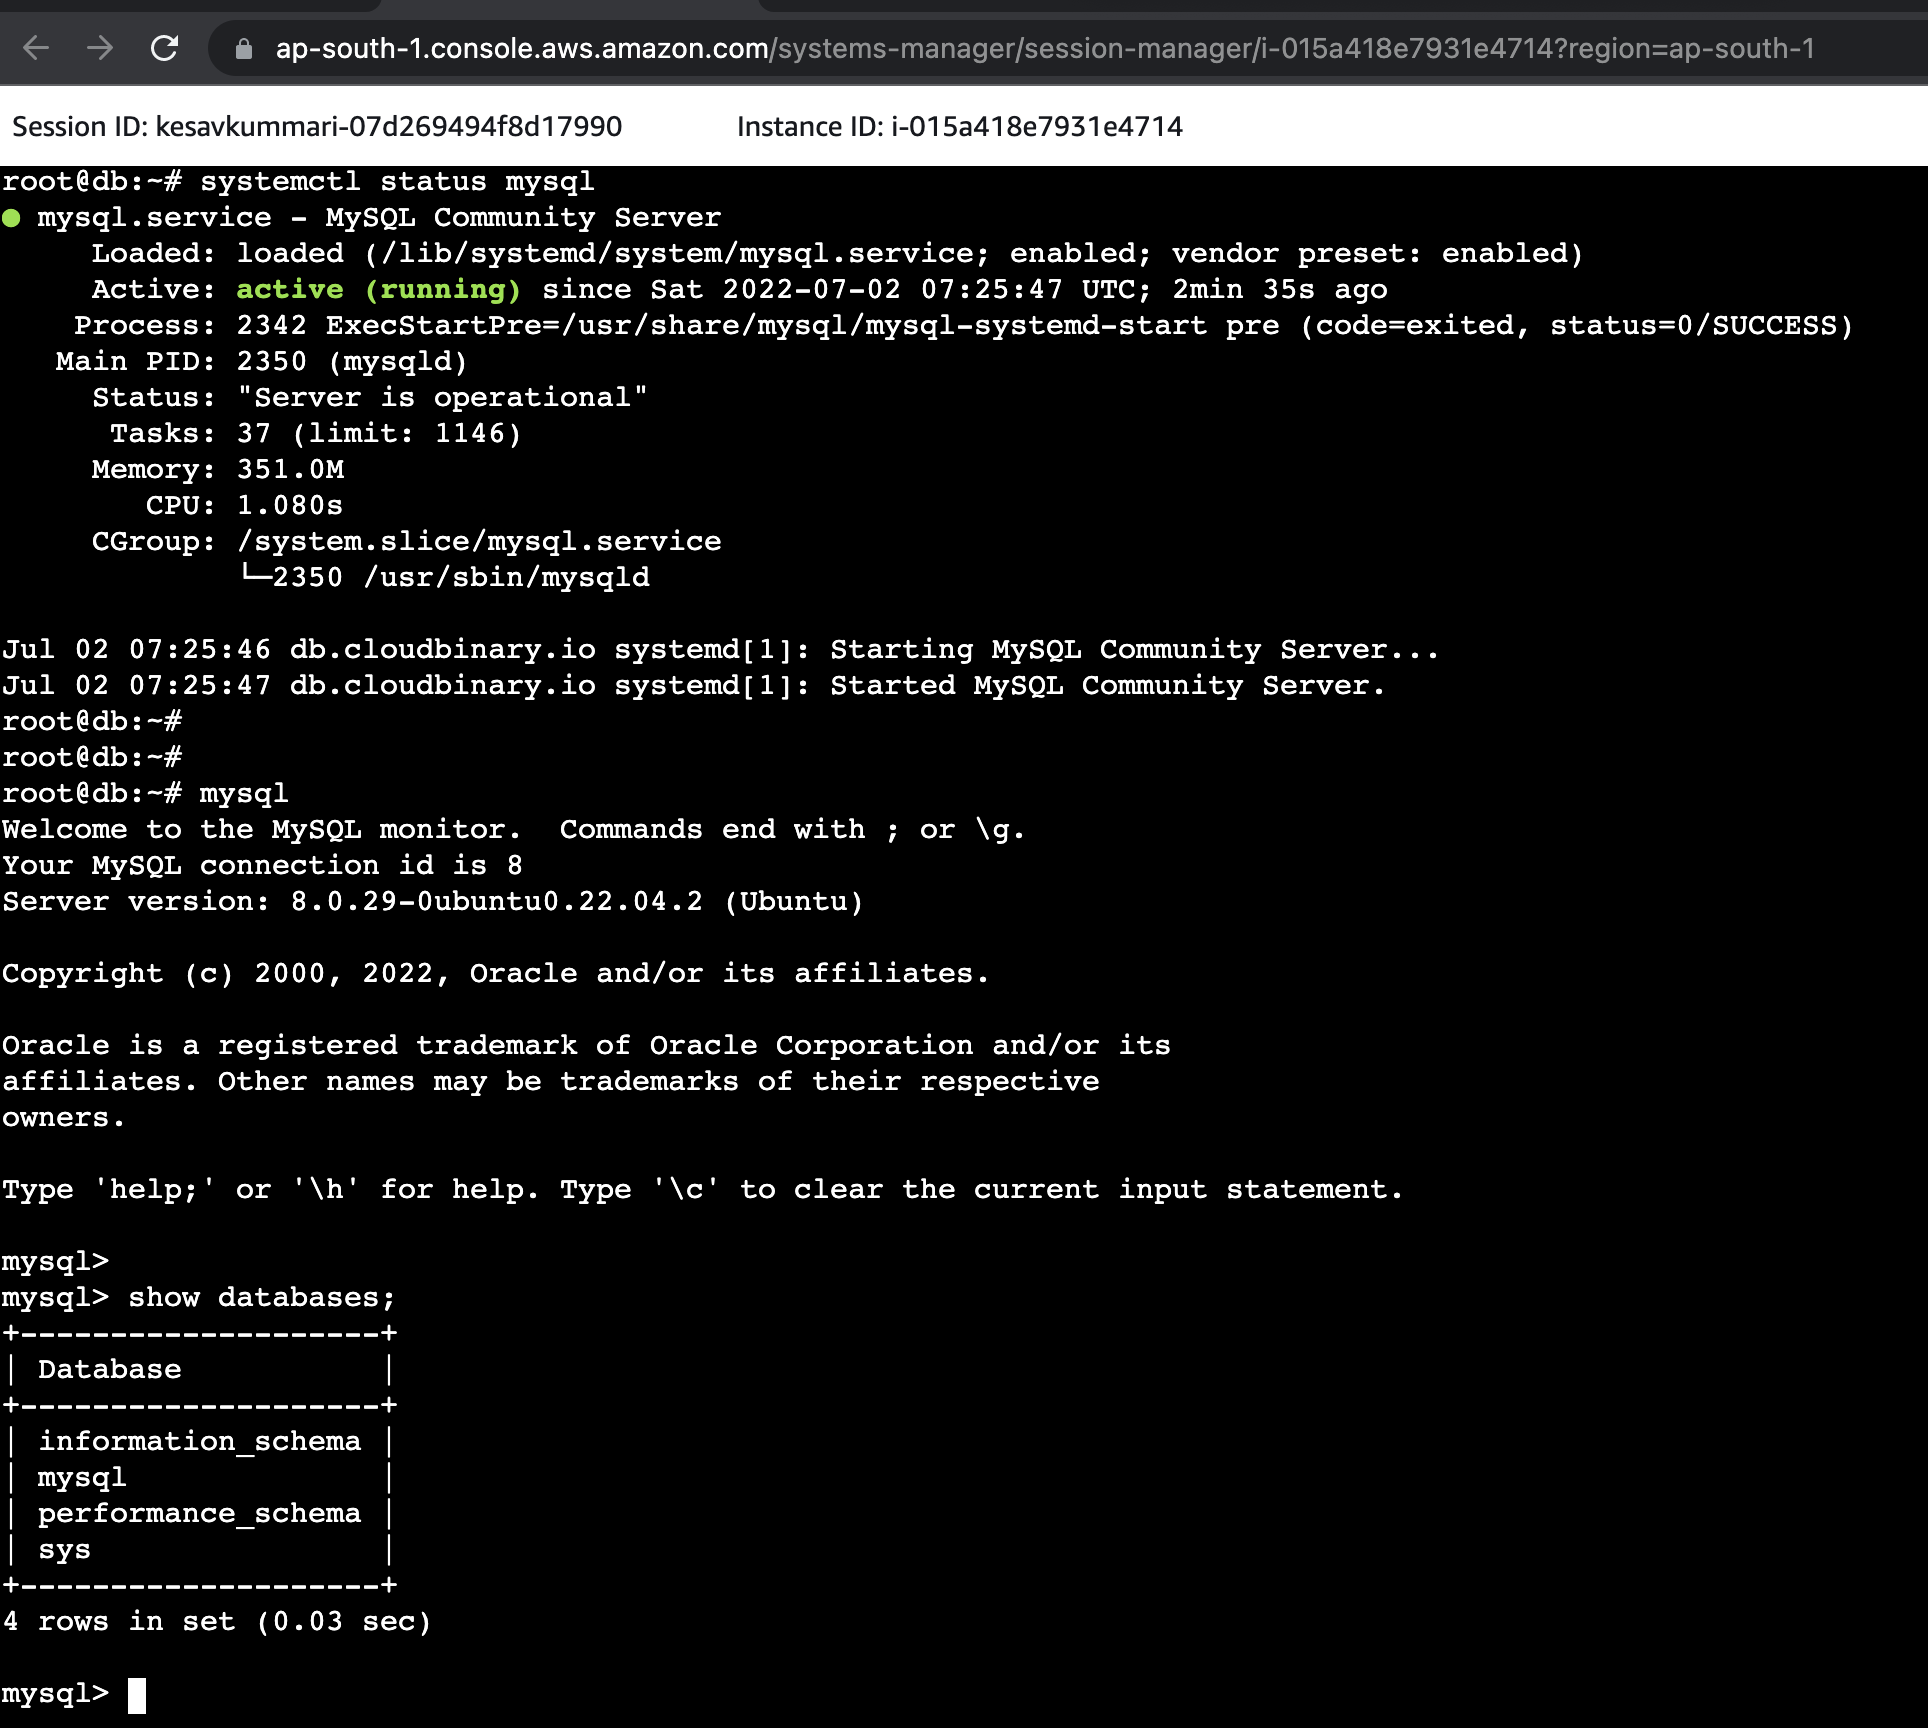 ap-south-1.console.aws.amazon.com/systems-manager/session-manager/i-015a418e7931e4714?region=ap-south-1
Session ID: kesavkummari-07d269494f8d17990 Instance ID: i-015a418e7931e4714
root@db:~# systemctl status mysql
● mysql.service - MySQL Community Server
     Loaded: loaded (/lib/systemd/system/mysql.service; enabled; vendor preset: enabled)
     Active: active (running) since Sat 2022-07-02 07:25:47 UTC; 2min 35s ago
    Process: 2342 ExecStartPre=/usr/share/mysql/mysql-systemd-start pre (code=exited, status=0/SUCCESS)
   Main PID: 2350 (mysqld)
     Status: "Server is operational"
      Tasks: 37 (limit: 1146)
     Memory: 351.0M
        CPU: 1.080s
     CGroup: /system.slice/mysql.service
             └─2350 /usr/sbin/mysqld
Jul 02 07:25:46 db.cloudbinary.io systemd[1]: Starting MySQL Community Server...
Jul 02 07:25:47 db.cloudbinary.io systemd[1]: Started MySQL Community Server.
root@db:~#
root@db:~#
root@db:~# mysql
Welcome to the MySQL monitor.  Commands end with ; or \g.
Your MySQL connection id is 8
Server version: 8.0.29-0ubuntu0.22.04.2 (Ubuntu)
Copyright (c) 2000, 2022, Oracle and/or its affiliates.
Oracle is a registered trademark of Oracle Corporation and/or its
affiliates. Other names may be trademarks of their respective
owners.
Type 'help;' or '\h' for help. Type '\c' to clear the current input statement.
mysql>
mysql> show databases;
+--------------------+
| Database           |
+--------------------+
| information_schema |
| mysql              |
| performance_schema |
| sys                |
+--------------------+
4 rows in set (0.03 sec)
mysql>